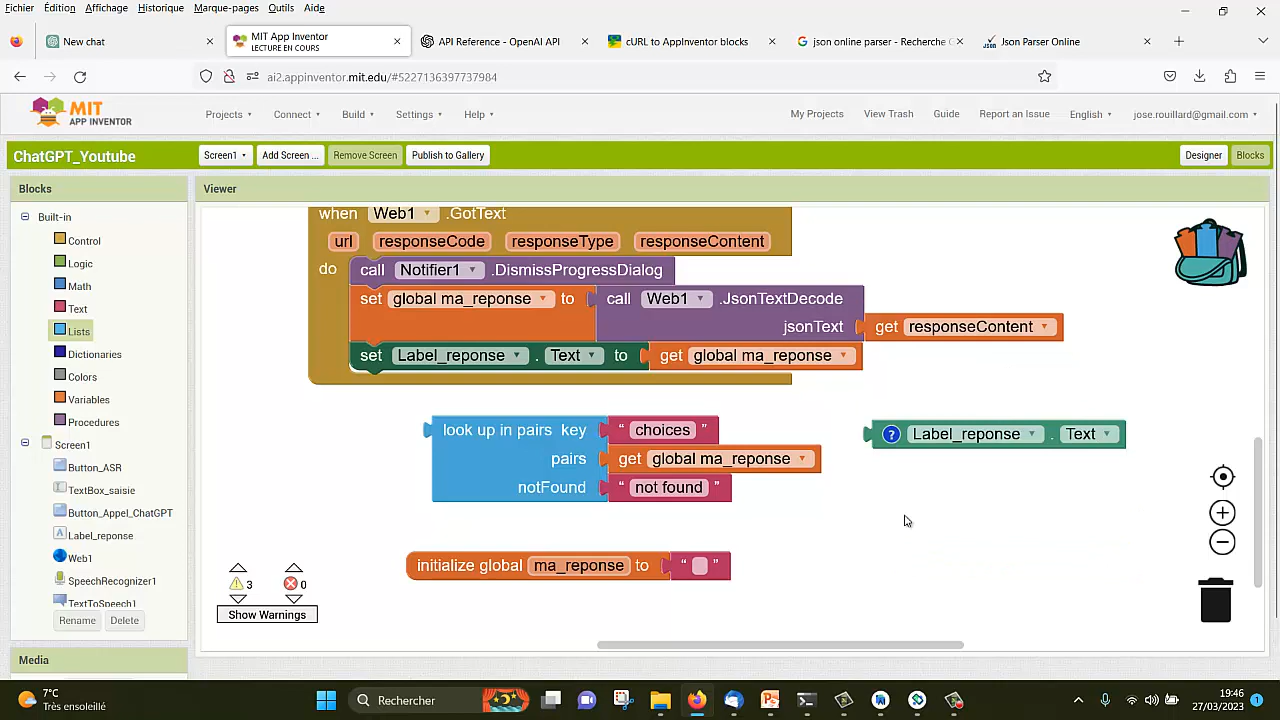 Fichier Édition Affichage Historique Marque-pages Outils Aide
New chat
MIT App Inventor
LECTURE EN COURS
API Reference - OpenAI API
cURL to AppInventor blocks
json online parser - Recherche
Json Parser Online
ai2.appinventor.mit.edu/#5227136397737984
MIT
APP INVENTOR
Projects Connect Build Settings Help
My Projects View Trash Guide Report an Issue English jose.rouillard@gmail.com
ChatGPT_Youtube
Screen1 Add Screen ... Remove Screen Publish to Gallery
Designer Blocks
Blocks
Viewer
Built-in
Control
Logic
Math
Text
Lists
Dictionaries
Colors
Variables
Procedures
Screen1
Button_ASR
TextBox_saisie
Button_Appel_ChatGPT
Label_reponse
Web1
SpeechRecognizer1
TextToSpeech1
Rename Delete
Media
when Web1 .GotText
url responseCode responseType responseContent
do call Notifier1 .DismissProgressDialog
set global ma_reponse to call Web1 .JsonTextDecode
jsonText get responseContent
set Label_reponse . Text to get global ma_reponse
look up in pairs key “ choices ”
pairs get global ma_reponse
notFound “ not found ”
? Label_reponse . Text
initialize global ma_reponse to “ ”
3 0
Show Warnings
7°C
Très ensoleillé
Rechercher
19:46
27/03/2023
1